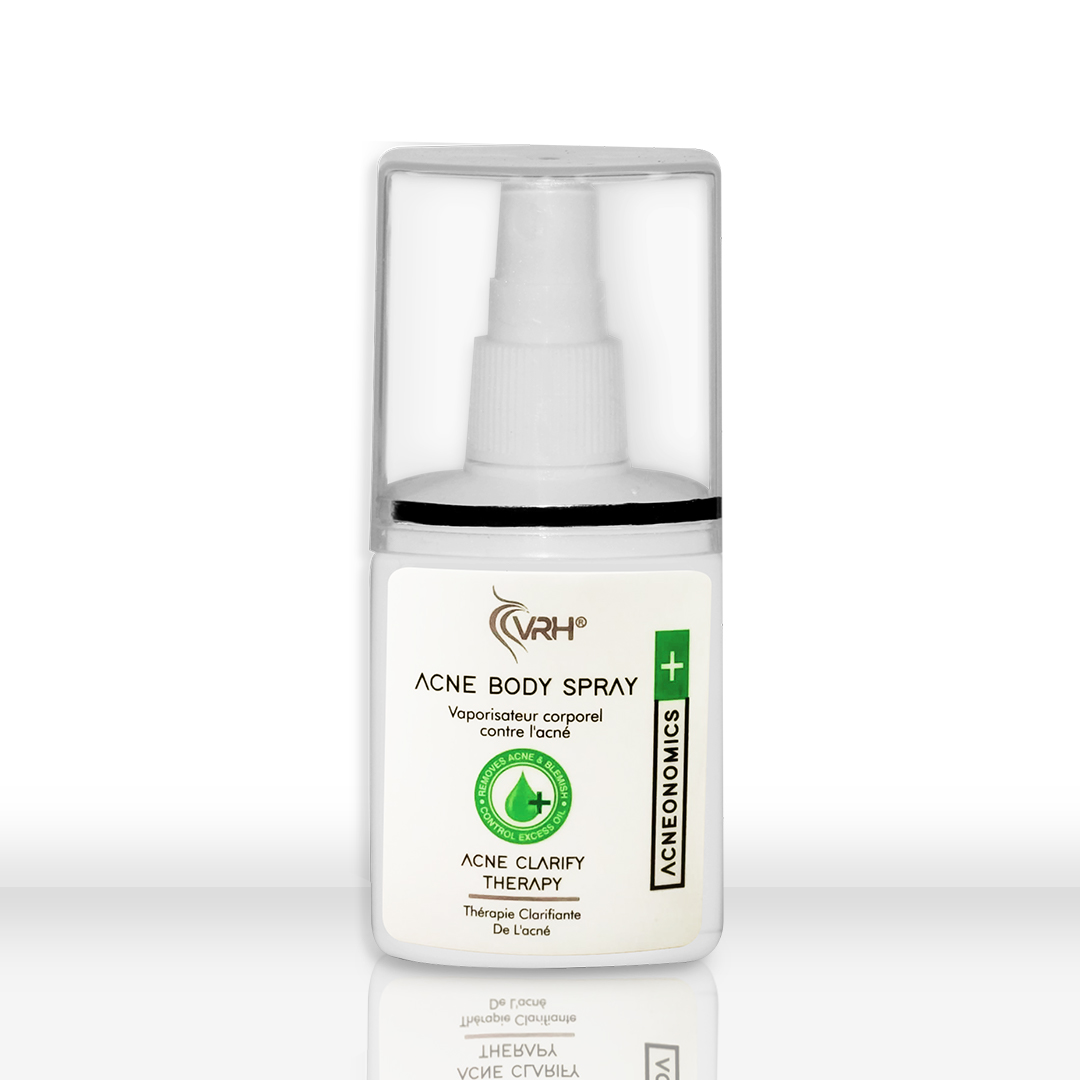 VRH®
ACNE BODY SPRAY
Vaporisateur corporel
contre l'acné
REMOVES ACNE & BLEMISH
CONTROL EXCESS OIL
ACNE CLARIFY
THERAPY
Thérapie Clarifiante
De L'acné
+
ACNEONOMICS